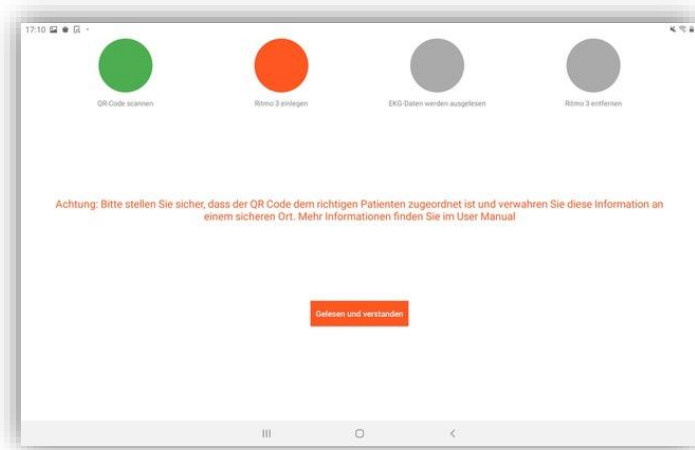 17:10
QR-Code scannen
Ritmo 3 einlegen
EKG-Daten werden ausgelesen
Ritmo 3 entfernen
Achtung: Bitte stellen Sie sicher, dass der QR Code dem richtigen Patienten zugeordnet ist und verwahren Sie diese Information an
einem sicheren Ort. Mehr Informationen finden Sie im User Manual
Gelesen und verstanden